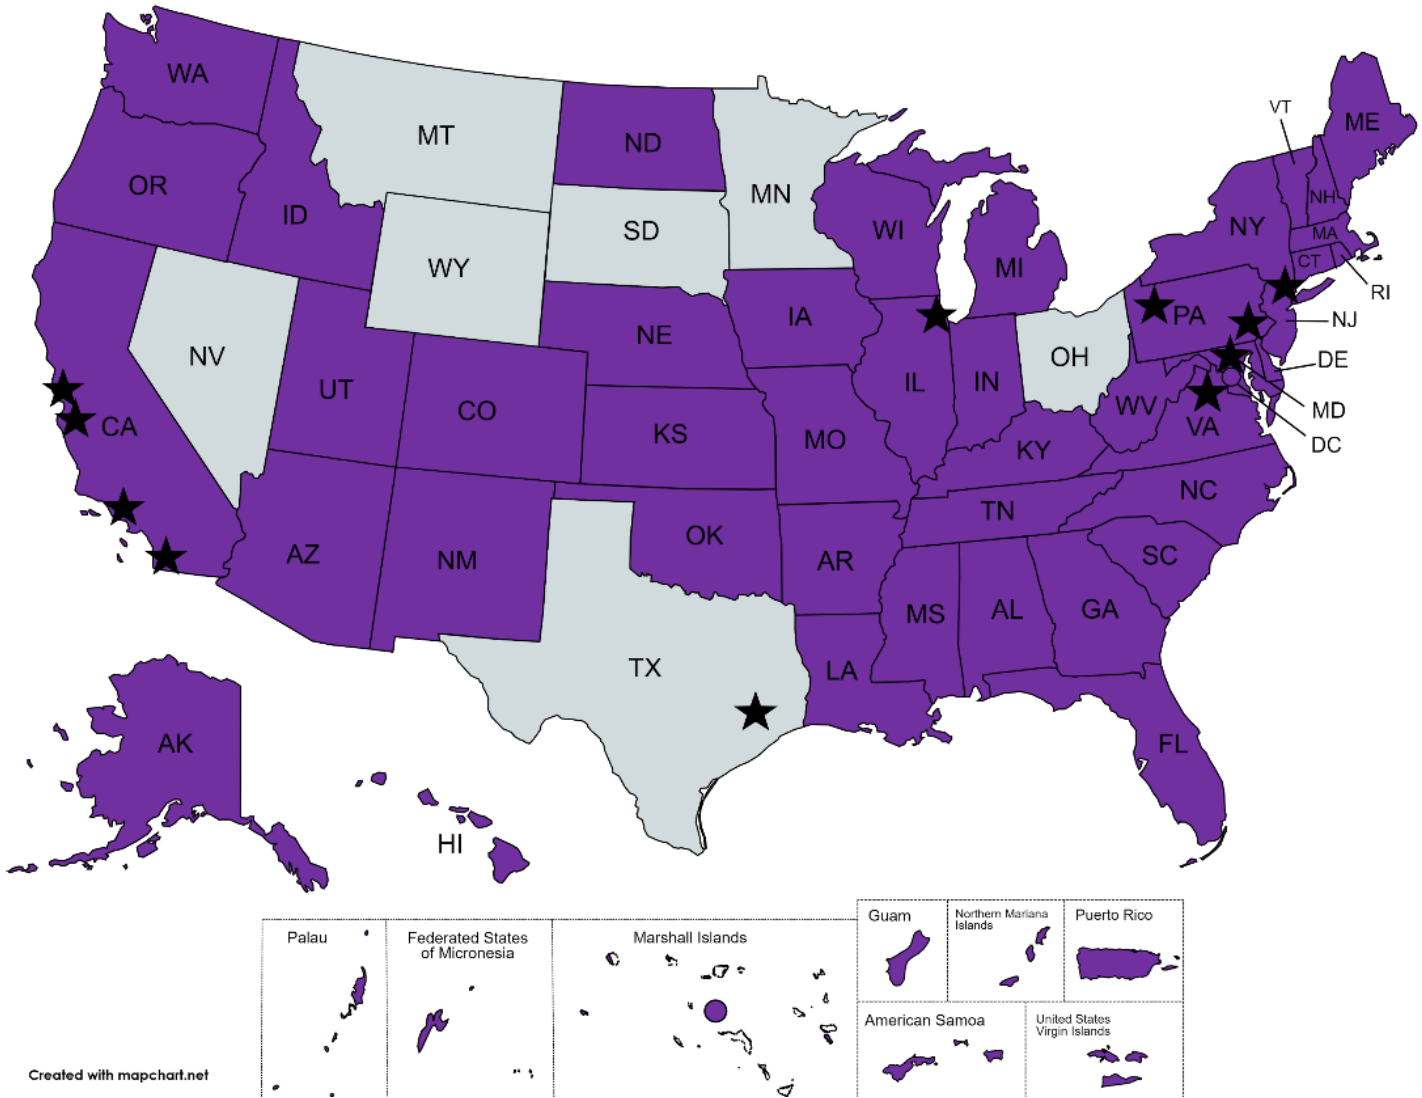 WA
MT
ND
MN
OR
ID
WY
SD
WI
MI
VT
ME
NH
NY
MA
CT
RI
NV
UT
CO
NE
IA
IL
IN
OH
PA
NJ
DE
MD
DC
CA
KS
MO
KY
WV
VA
AZ
NM
OK
AR
TN
NC
SC
MS
AL
GA
TX
LA
FL
AK
HI
Palau
Federated States
of Micronesia
Marshall Islands
Guam
Northern Mariana
Islands
Puerto Rico
American Samoa
United States
Virgin Islands
Created with mapchart.net